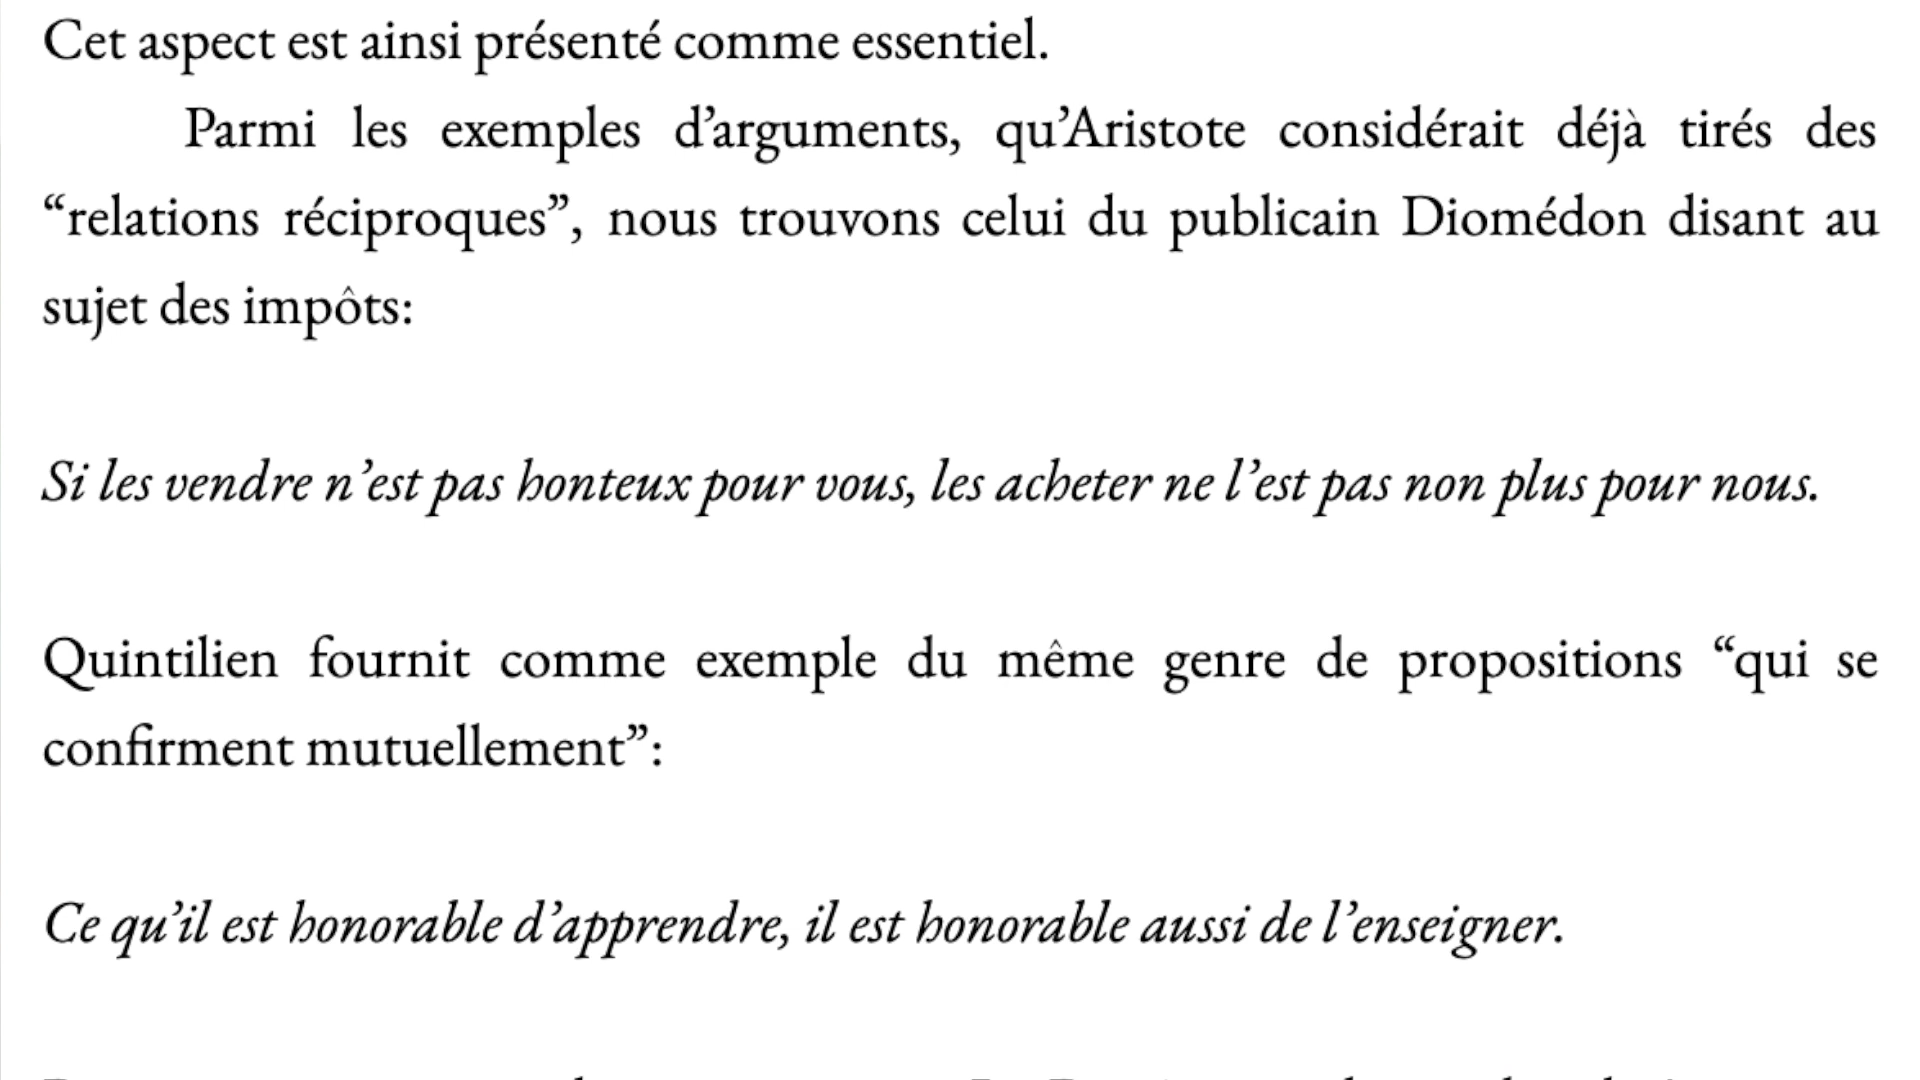 Cet aspect est ainsi présenté comme essentiel.
Parmi les exemples d’arguments, qu’Aristote considérait déjà tirés des
“relations réciproques”, nous trouvons celui du publicain Diomédon disant au
sujet des impôts:
Si les vendre n’est pas honteux pour vous, les acheter ne l’est pas non plus pour nous.
Quintilien fournit comme exemple du même genre de propositions “qui se
confirment mutuellement”:
Ce qu’il est honorable d’apprendre, il est honorable aussi de l’enseigner.